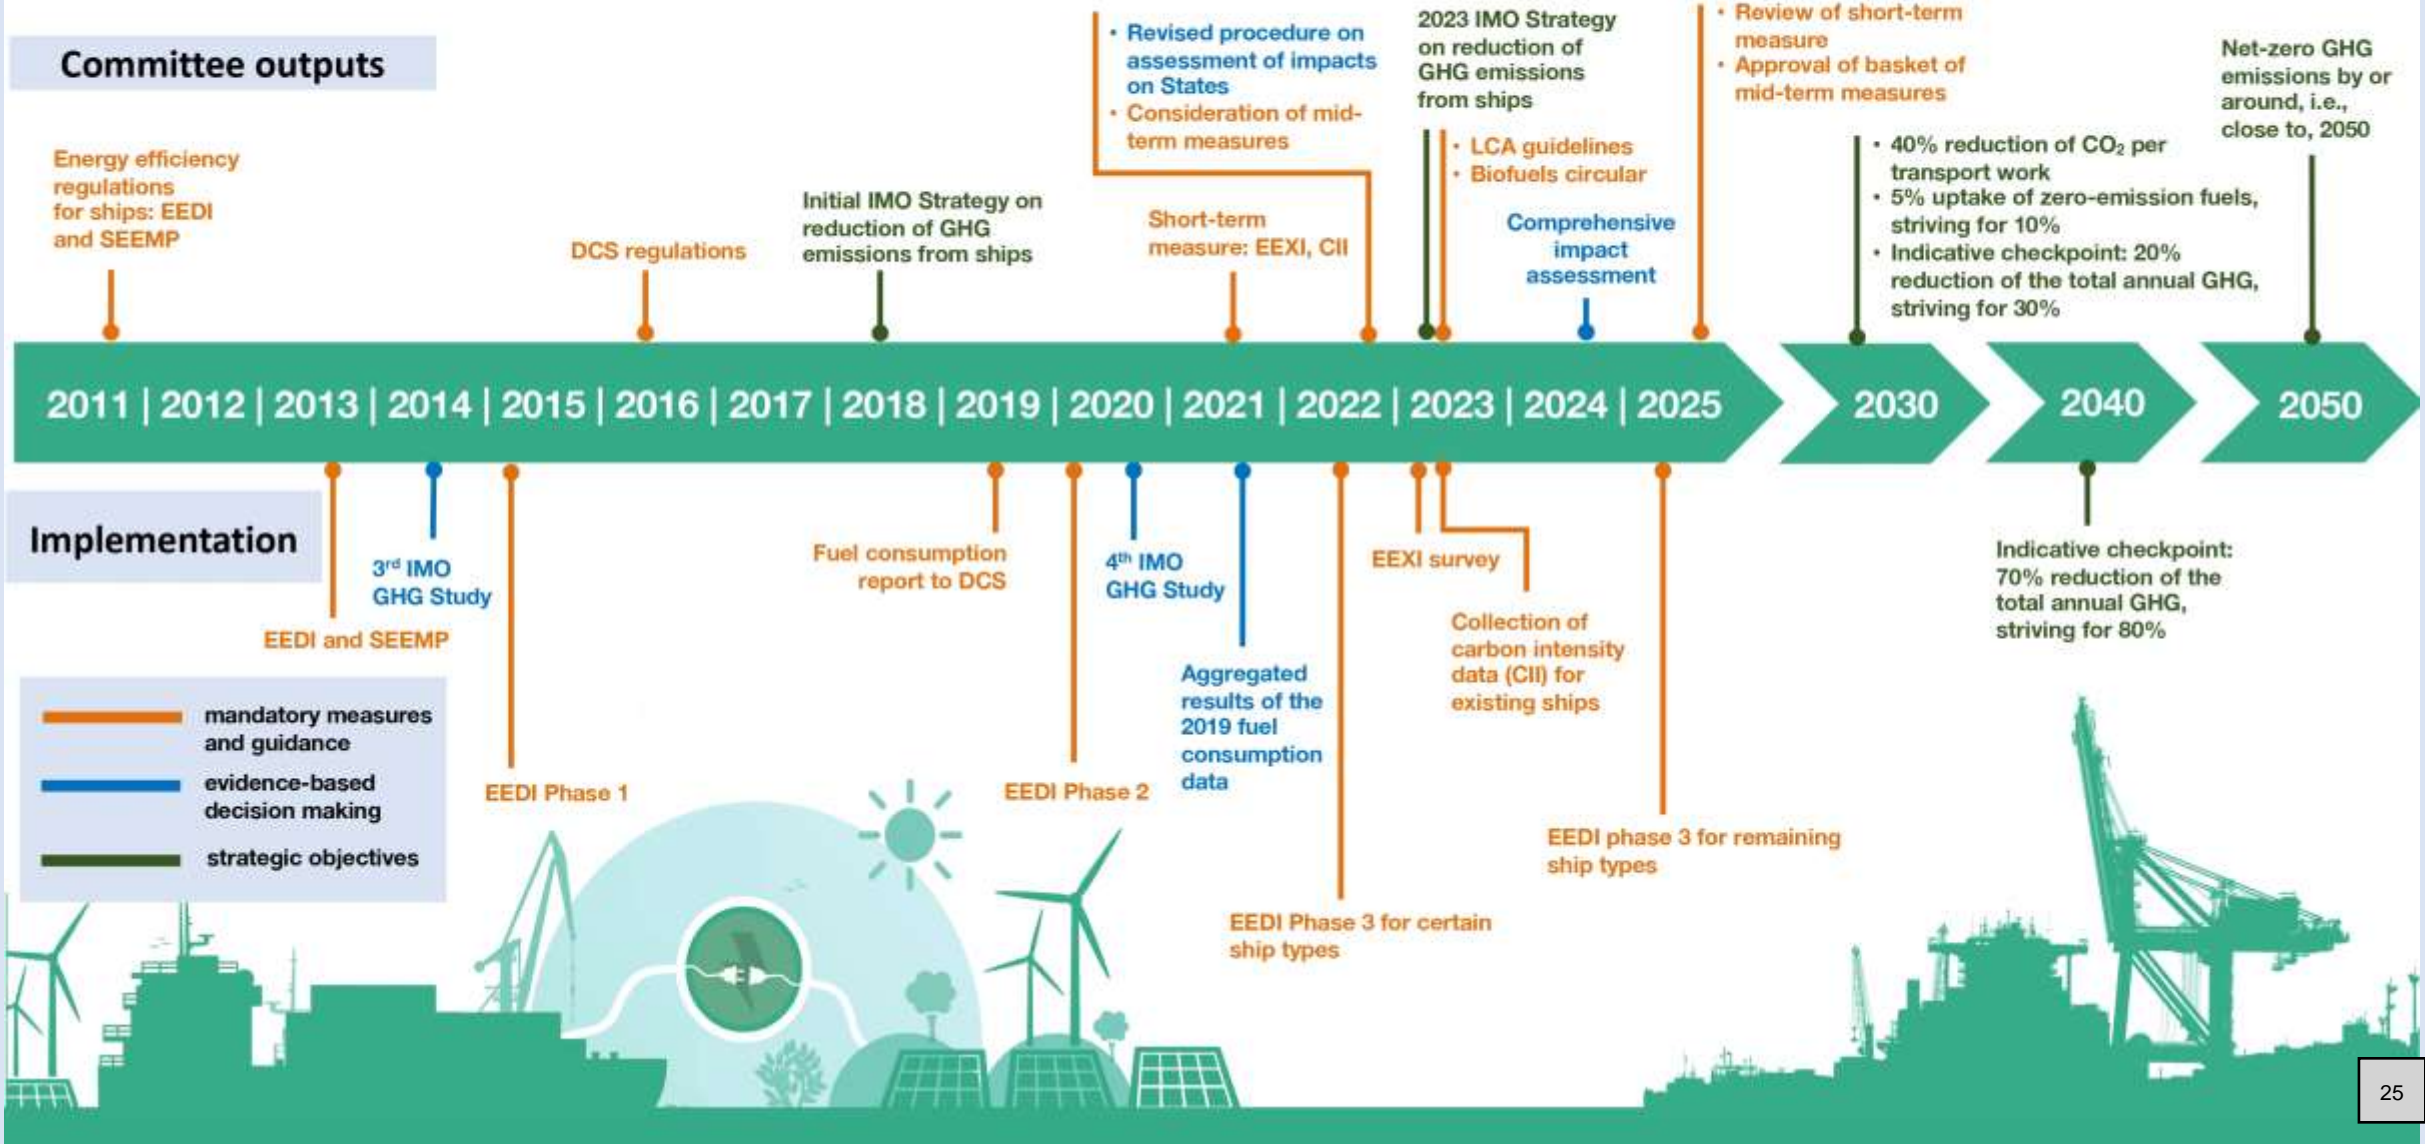 Committee outputs
Energy efficiency
regulations
for ships: EEDI
and SEEMP
DCS regulations
Initial IMO Strategy on
reduction of GHG
emissions from ships
• Revised procedure on
assessment of impacts
on States
• Consideration of mid-
term measures
Short-term
measure: EEXI, CII
2023 IMO Strategy
on reduction of
GHG emissions
from ships
• LCA guidelines
• Biofuels circular
Comprehensive
impact
assessment
• Review of short-term
measure
• Approval of basket of
mid-term measures
• 40% reduction of CO₂ per
transport work
• 5% uptake of zero-emission fuels,
striving for 10%
• Indicative checkpoint: 20%
reduction of the total annual GHG,
striving for 30%
Net-zero GHG
emissions by or
around, i.e.,
close to, 2050
2011 | 2012 | 2013 | 2014 | 2015 | 2016 | 2017 | 2018 | 2019 | 2020 | 2021 | 2022 | 2023 | 2024 | 2025
2030
2040
2050
Implementation
EEDI and SEEMP
3rd IMO
GHG Study
EEDI Phase 1
Fuel consumption
report to DCS
EEDI Phase 2
4th IMO
GHG Study
Aggregated
results of the
2019 fuel
consumption
data
EEDI Phase 3 for certain
ship types
EEXI survey
Collection of
carbon intensity
data (CII) for
existing ships
EEDI phase 3 for remaining
ship types
Indicative checkpoint:
70% reduction of the
total annual GHG,
striving for 80%
mandatory measures
and guidance
evidence-based
decision making
strategic objectives
25